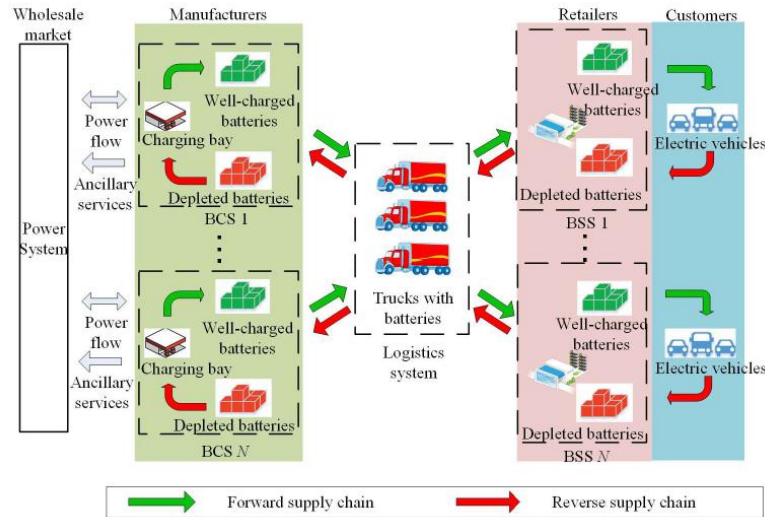 Wholesale
market
Manufacturers
Retailers
Customers
Power
System
Power
flow
Ancillary
services
Well-charged
batteries
Charging bay
Depleted batteries
BCS 1
Power
flow
Ancillary
services
Well-charged
batteries
Charging bay
Depleted batteries
BCS N
Trucks with
batteries
Logistics
system
Well-charged
batteries
Depleted batteries
BSS 1
Electric vehicles
Well-charged
batteries
Depleted batteries
BSS N
Electric vehicles
Forward supply chain
Reverse supply chain